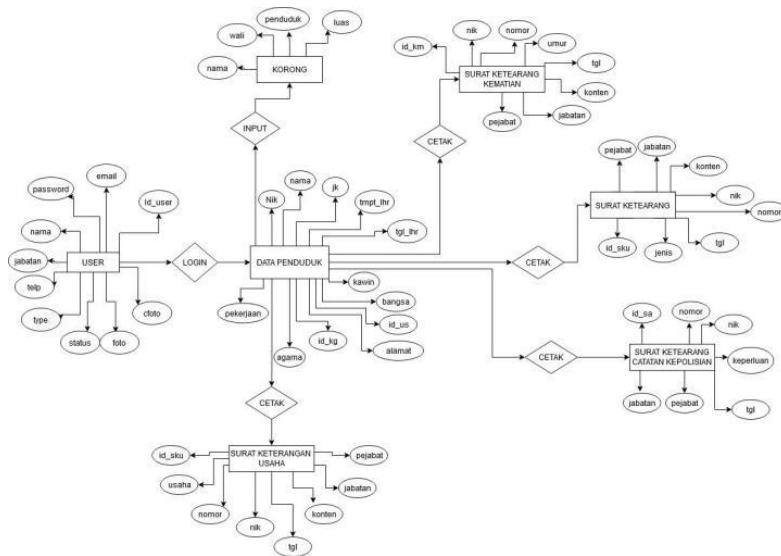 penduduk
luas
wali
nama
KORONG
INPUT
nik
nomor
umur
id_km
tgl
SURAT KETEARANG
KEMATIAN
konten
jabatan
pejabat
CETAK
pejabat
jabatan
konten
nik
SURAT KETEARANG
nomor
id_sku
jenis
tgl
CETAK
email
password
Id_user
nama
USER
jabatan
telp
type
status
foto
cfoto
LOGIN
Nik
nama
jk
tmpt_lhr
tgl_lhr
DATA PENDUDUK
kawin
bangsa
pekerjaan
id_us
id_kg
alamat
agama
CETAK
id_sa
nomor
nik
SURAT KETEARANG
CATATAN KEPOLISIAN
keperluan
jabatan
pejabat
tgl
CETAK
id_sku
SURAT KETERANGAN
USAHA
pejabat
usaha
jabatan
nomor
konten
nik
tgl